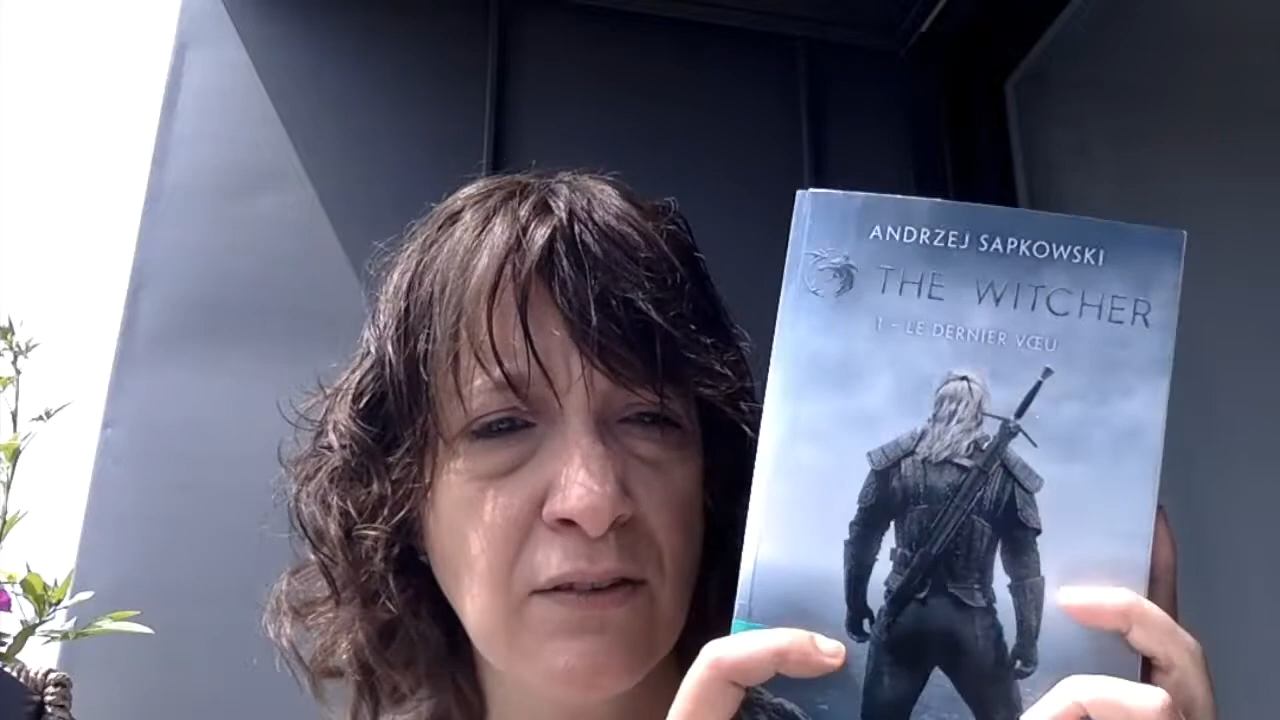 ANDRZEJ SAPKOWSKI
THE WITCHER
1 - LE DERNIER VŒU